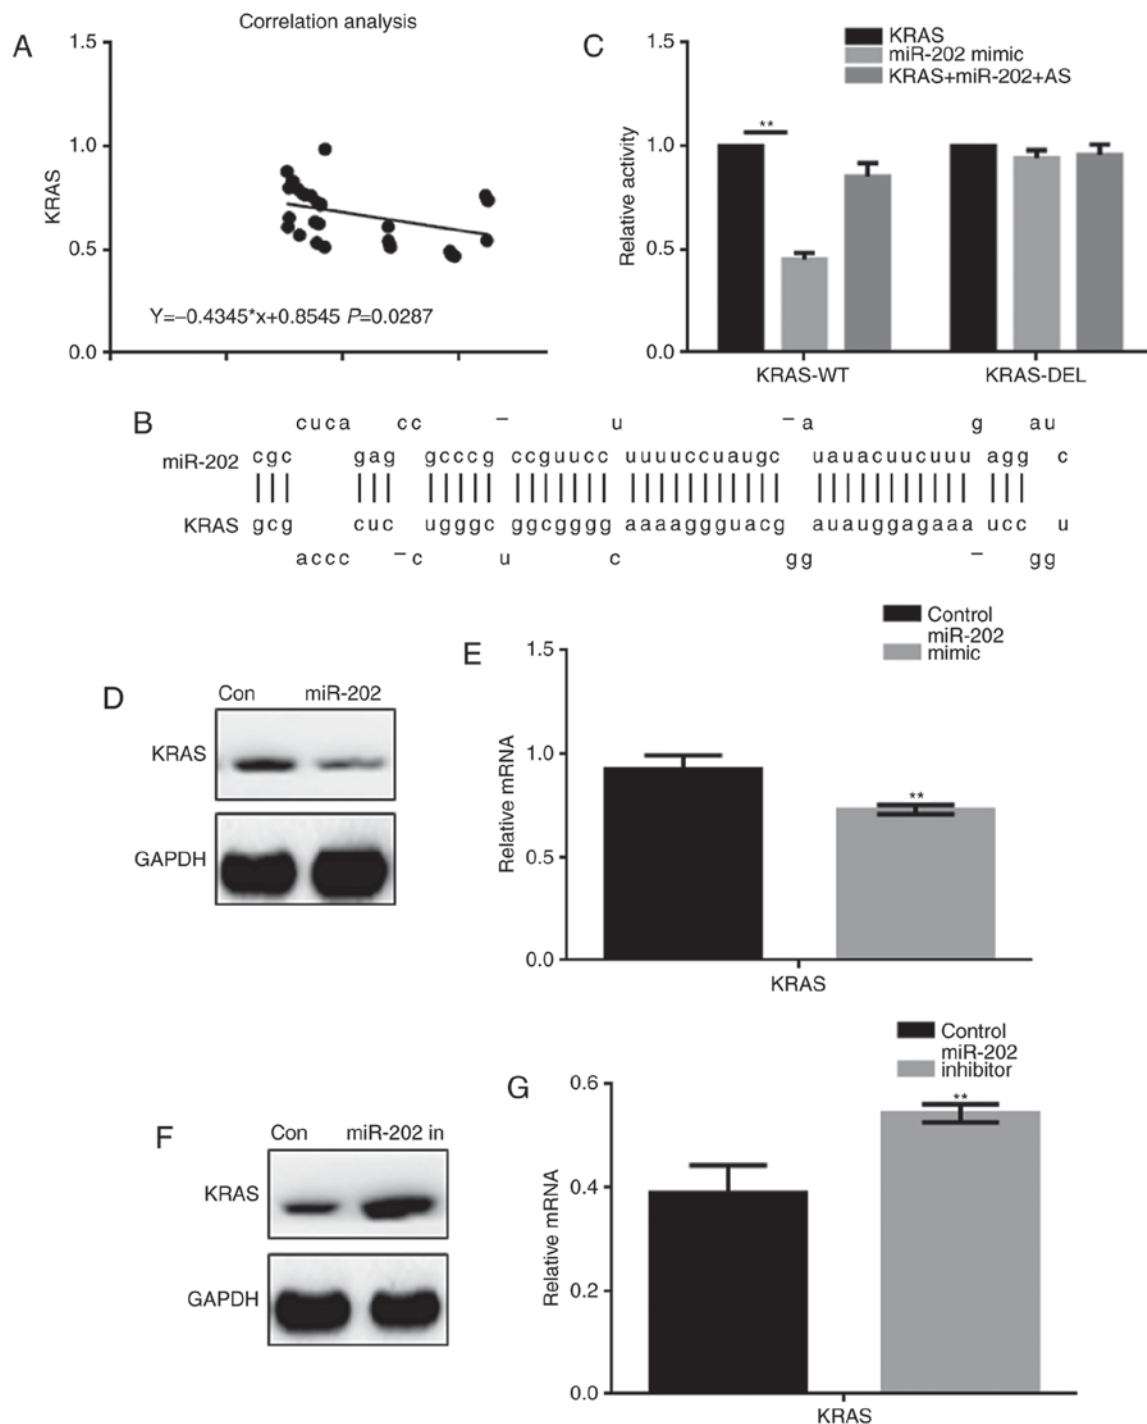 A
Correlation analysis
1.5
1.0
0.5
0.0
KRAS
Y=−0.4345*x+0.8545 P=0.0287
C
KRAS
miR-202 mimic
KRAS+miR-202+AS
1.5
1.0
0.5
0.0
Relative activity
**
KRAS-WT KRAS-DEL
B
cuca cc – u – a g au
miR-202 cgc gag gcccg ccguucc uuuuccuaugc uauacuucuuu agg c
KRAS gcg cuc ugggc ggcgggg aaaaggguacg auauggagaaa ucc u
accc – c u c gg – gg
D
Con miR-202
KRAS
GAPDH
E
Control
miR-202
mimic
1.5
1.0
0.5
0.0
Relative mRNA
**
KRAS
F
Con miR-202 in
KRAS
GAPDH
G
Control
miR-202
inhibitor
0.6
0.4
0.2
0.0
Relative mRNA
**
KRAS